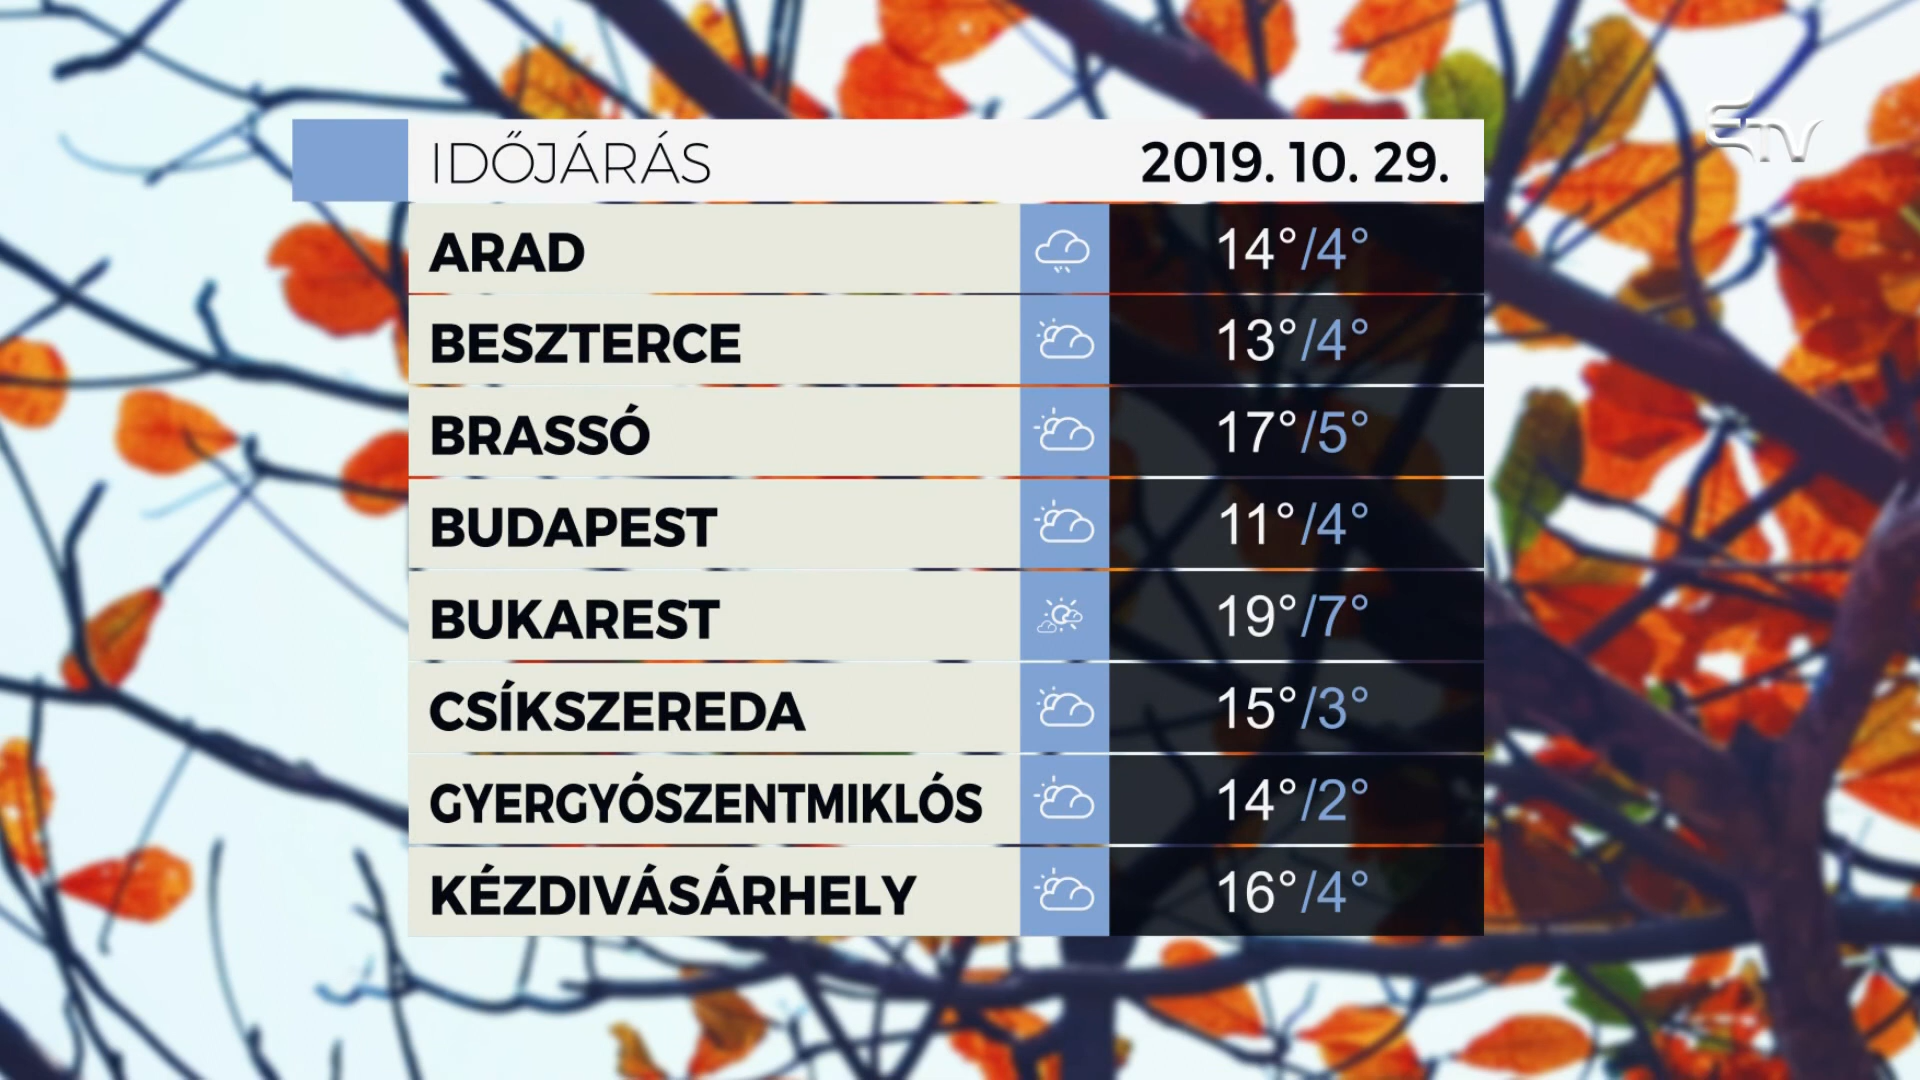 ETV
IDŐJÁRÁS 2019. 10. 29.
ARAD 14°/4°
BESZTERCE 13°/4°
BRASSÓ 17°/5°
BUDAPEST 11°/4°
BUKAREST 19°/7°
CSÍKSZEREDA 15°/3°
GYERGYÓSZENTMIKLÓS 14°/2°
KÉZDIVÁSÁRHELY 16°/4°